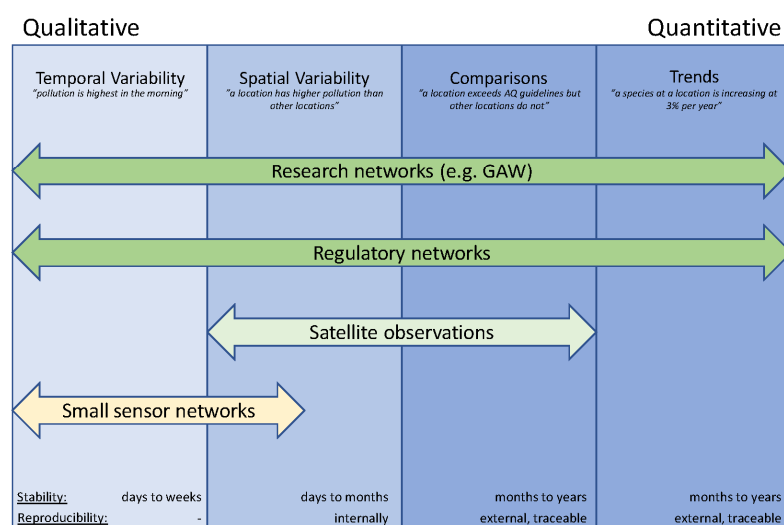 Qualitative
Quantitative
Temporal Variability
"pollution is highest in the morning"
Spatial Variability
"a location has higher pollution than
other locations"
Comparisons
"a location exceeds AQ guidelines but
other locations do not"
Trends
"a species at a location is increasing at
3% per year"
Research networks (e.g. GAW)
Regulatory networks
Satellite observations
Small sensor networks
Stability: days to weeks days to months months to years months to years
Reproducibility: - internally external, traceable external, traceable